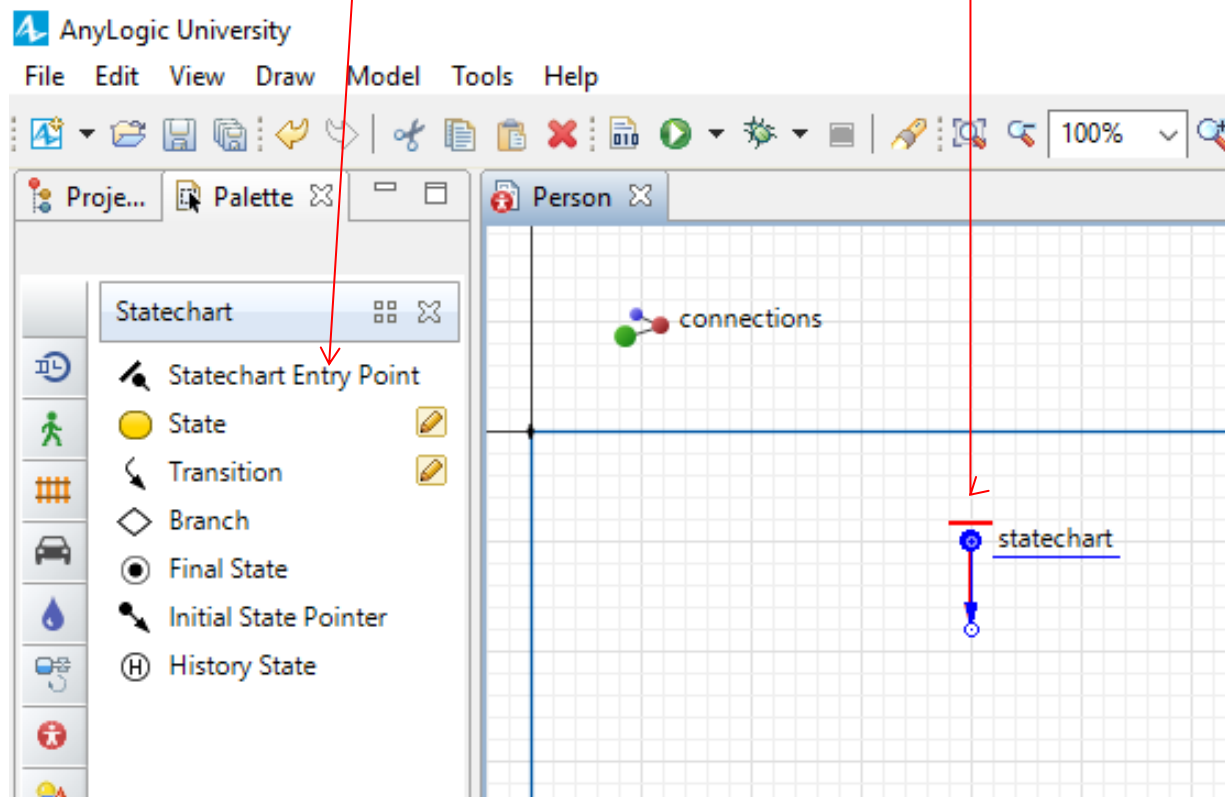 AnyLogic University
File Edit View Draw Model Tools Help
010
100%
Proje... Palette
Person
Statechart
connections
Statechart Entry Point
State
Transition
Branch
Final State
Initial State Pointer
H History State
statechart